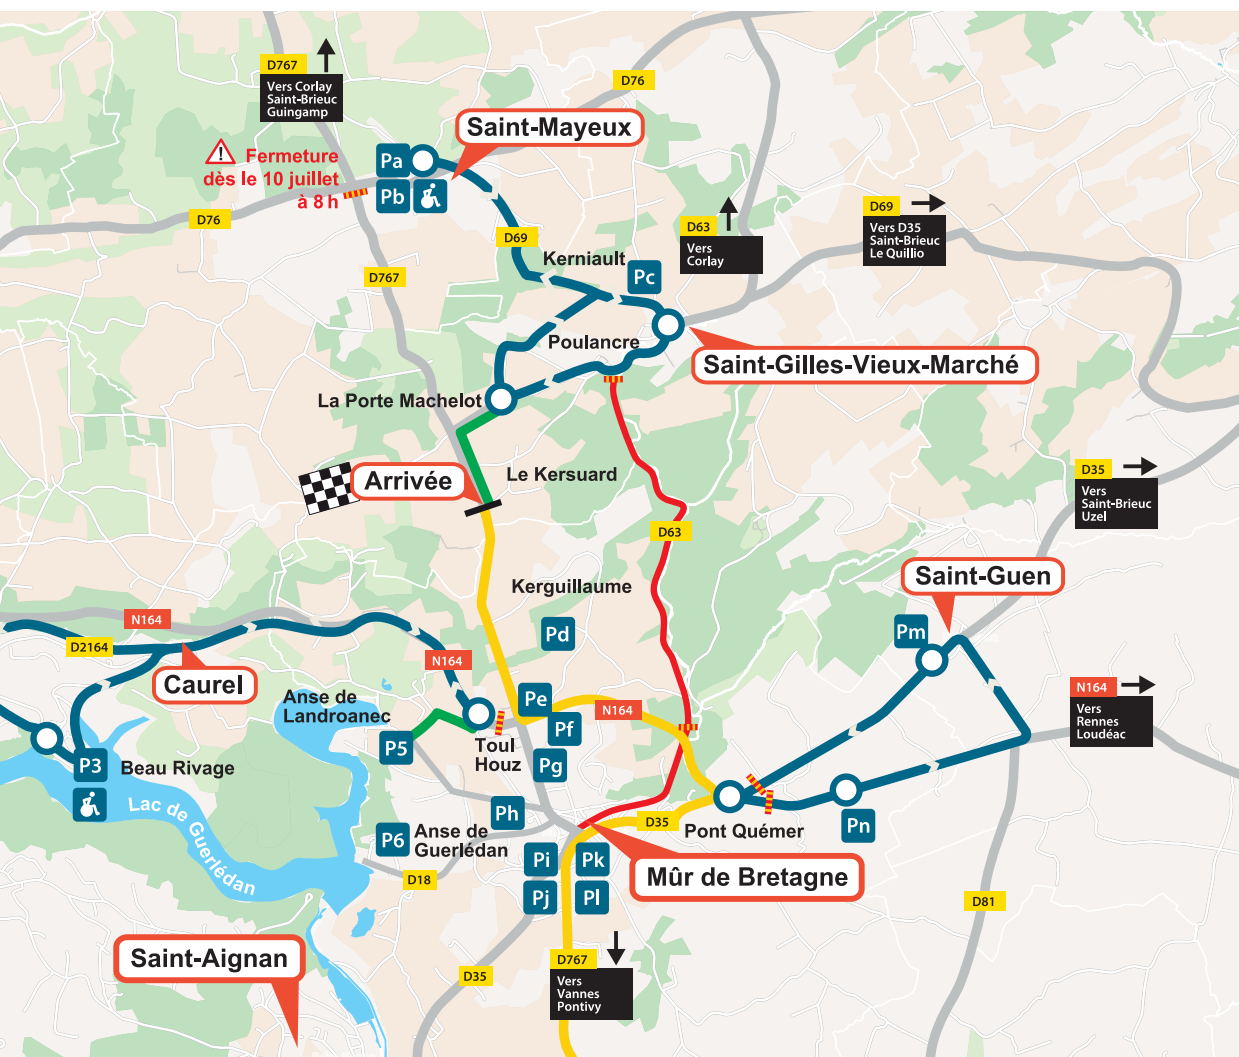 D767
Vers Corlay
Saint-Brieuc
Guingamp
D76
Saint-Mayeux
Fermeture
dès le 10 juillet
à 8 h
Pa
Pb
D76
D69
D767
Kerniault
Pc
D63
Vers
Corlay
D69
Vers D35
Saint-Brieuc
Le Quillio
Poulancre
Saint-Gilles-Vieux-Marché
La Porte Machelot
Arrivée
Le Kersuard
D35
Vers
Saint-Brieuc
Uzel
D63
Kerguillaume
Saint-Guen
N164
D2164
Pd
Pm
N164
Caurel
Anse de
Landroanec
Pe
N164
Pf
N164
Vers
Rennes
Loudéac
P5
Toul
Houz
Pg
P3
Beau Rivage
Lac de Guerlédan
Ph
D35
Pont Quémer
Pn
P6
Anse de
Guerlédan
Pi
Pk
Mûr de Bretagne
D18
Pj
Pl
D81
Saint-Aignan
D35
D767
Vers
Vannes
Pontivy